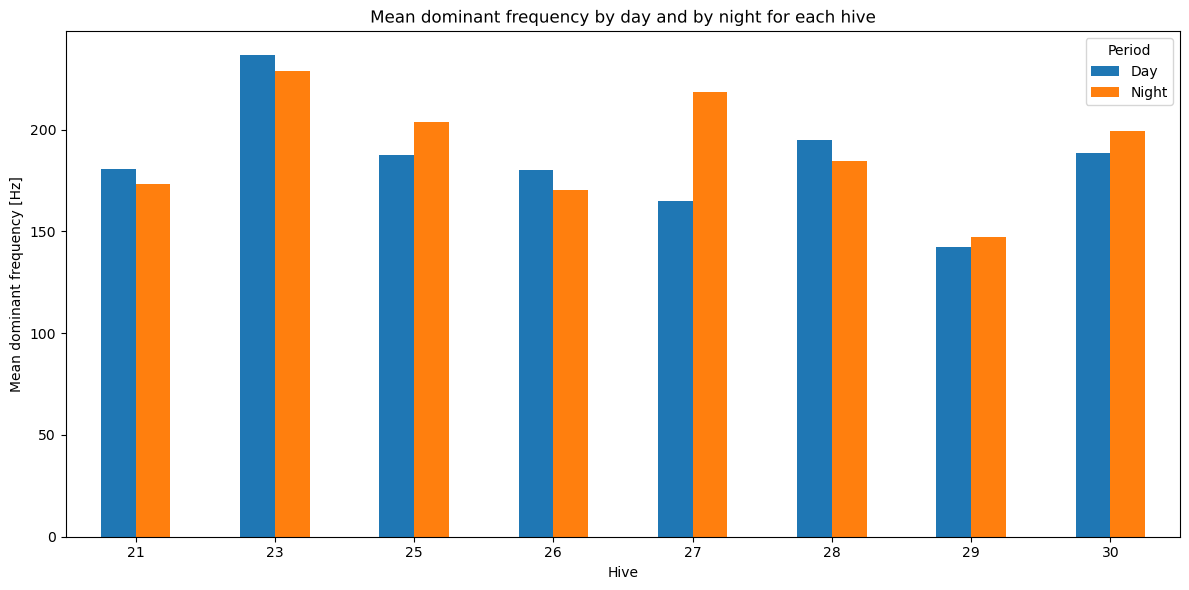 Mean dominant frequency by day and by night for each hive
Period
Day
Night
Mean dominant frequency [Hz]
200
150
100
50
0
21 23 25 26 27 28 29 30
Hive